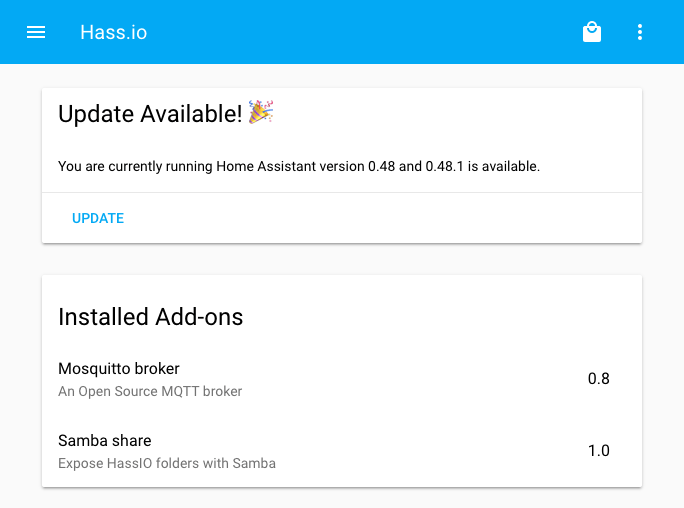 Hass.io
Update Available! 🎉
You are currently running Home Assistant version 0.48 and 0.48.1 is available.
UPDATE
Installed Add-ons
Mosquitto broker
An Open Source MQTT broker
0.8
Samba share
Expose HassIO folders with Samba
1.0